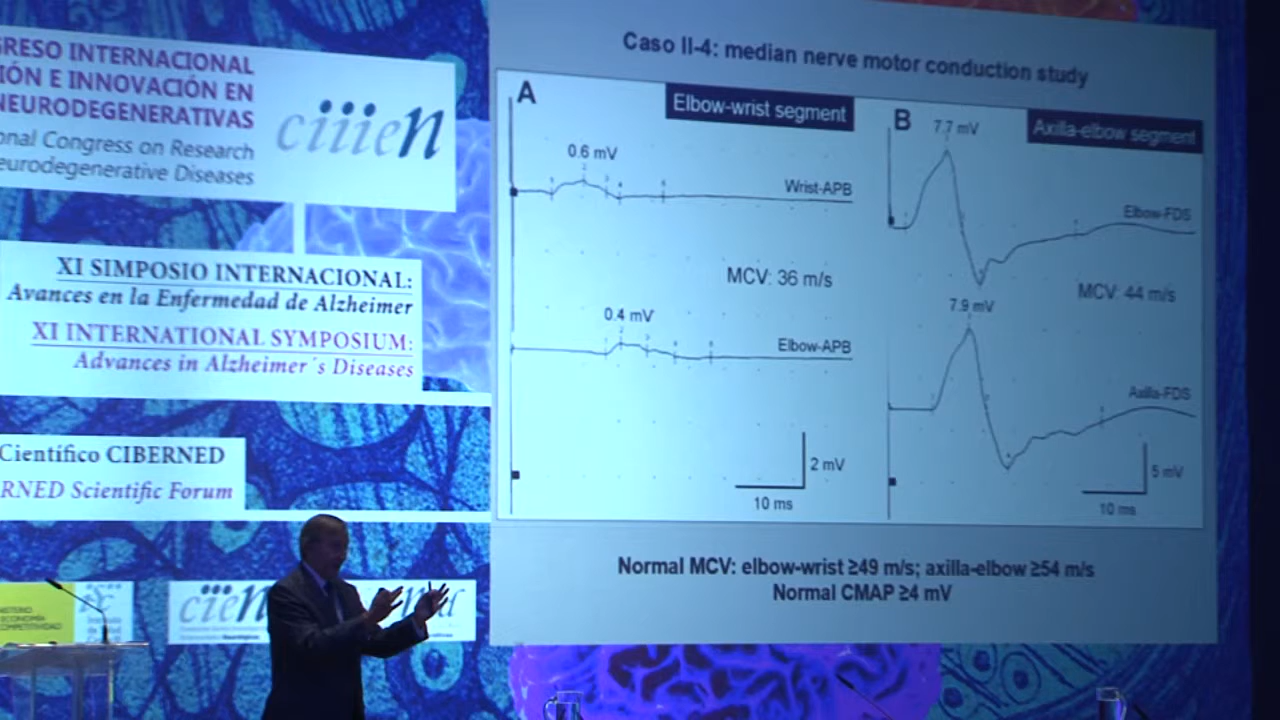 RESO INTERNACIONAL
IÓN E INNOVACIÓN EN
NEURODEGENERATIVAS
onal Congress on Research
eurodegenerative Diseases
ciiien
XI SIMPOSIO INTERNACIONAL:
Avances en la Enfermedad de Alzheimer
XI INTERNATIONAL SYMPOSIUM:
Advances in Alzheimer´s Diseases
Científico CIBERNED
RNED Scientific Forum
cien
Caso II-4: median nerve motor conduction study
A
Elbow-wrist segment
0.6 mV
Wrist-APB
MCV: 36 m/s
0.4 mV
Elbow-APB
2 mV
10 ms
B
7.7 mV
Axilla-elbow segment
Elbow-FDS
MCV: 44 m/s
7.9 mV
Axilla-FDS
5 mV
10 ms
Normal MCV: elbow-wrist ≥49 m/s; axilla-elbow ≥54 m/s
Normal CMAP ≥4 mV